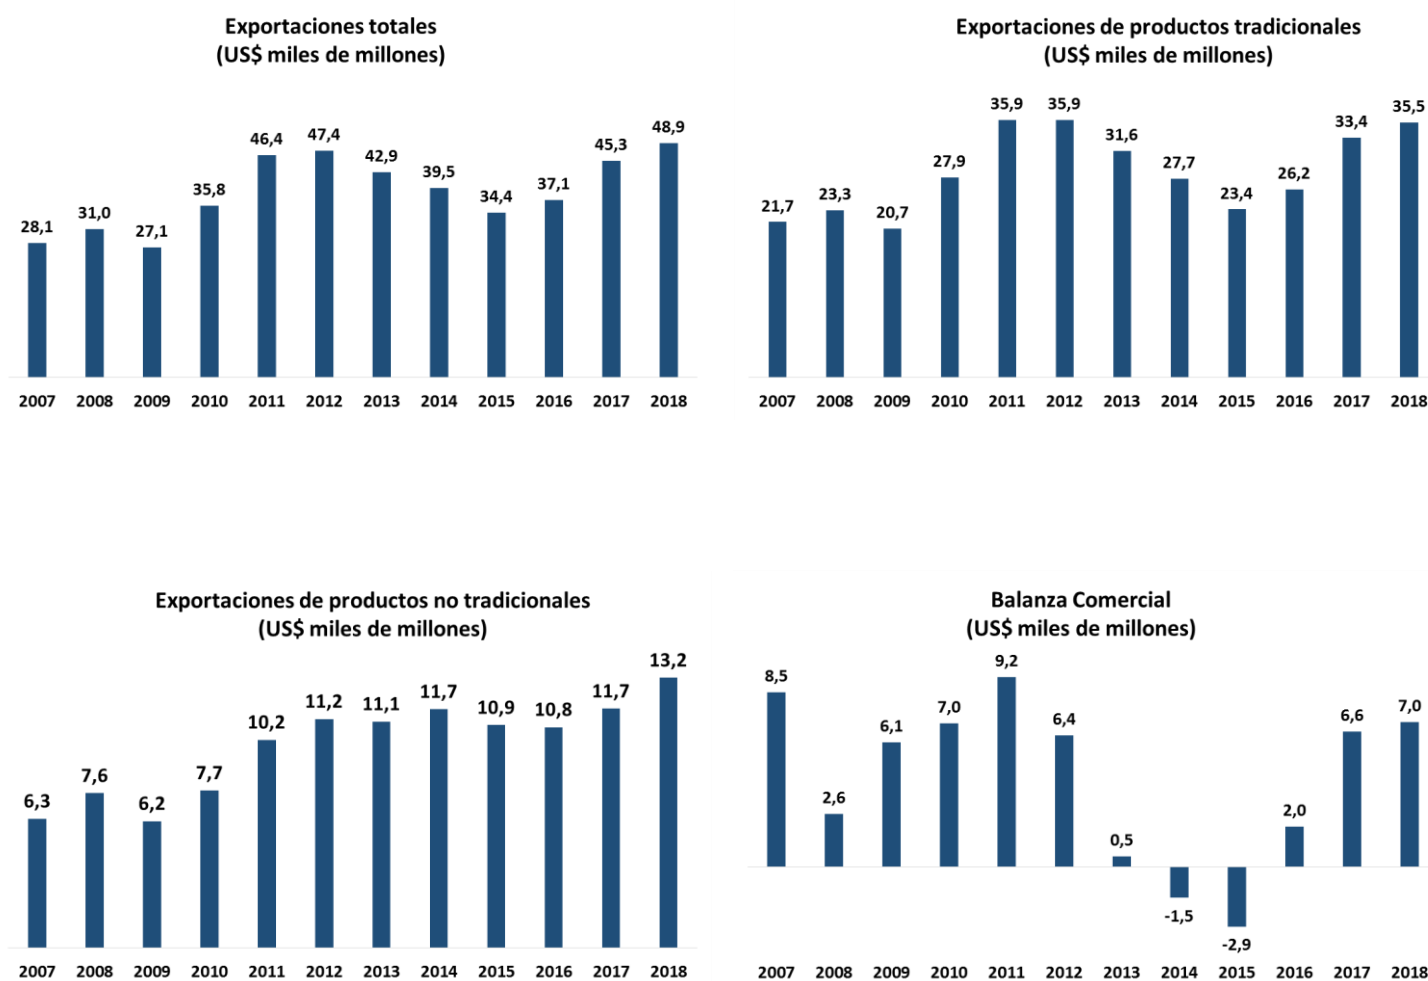 Exportaciones totales
(US$ miles de millones)
28,1 31,0 27,1 35,8 46,4 47,4 42,9 39,5 34,4 37,1 45,3 48,9
2007 2008 2009 2010 2011 2012 2013 2014 2015 2016 2017 2018
Exportaciones de productos tradicionales
(US$ miles de millones)
21,7 23,3 20,7 27,9 35,9 35,9 31,6 27,7 23,4 26,2 33,4 35,5
2007 2008 2009 2010 2011 2012 2013 2014 2015 2016 2017 2018
Exportaciones de productos no tradicionales
(US$ miles de millones)
6,3 7,6 6,2 7,7 10,2 11,2 11,1 11,7 10,9 10,8 11,7 13,2
2007 2008 2009 2010 2011 2012 2013 2014 2015 2016 2017 2018
Balanza Comercial
(US$ miles de millones)
8,5 2,6 6,1 7,0 9,2 6,4 0,5 -1,5 -2,9 2,0 6,6 7,0
2007 2008 2009 2010 2011 2012 2013 2014 2015 2016 2017 2018